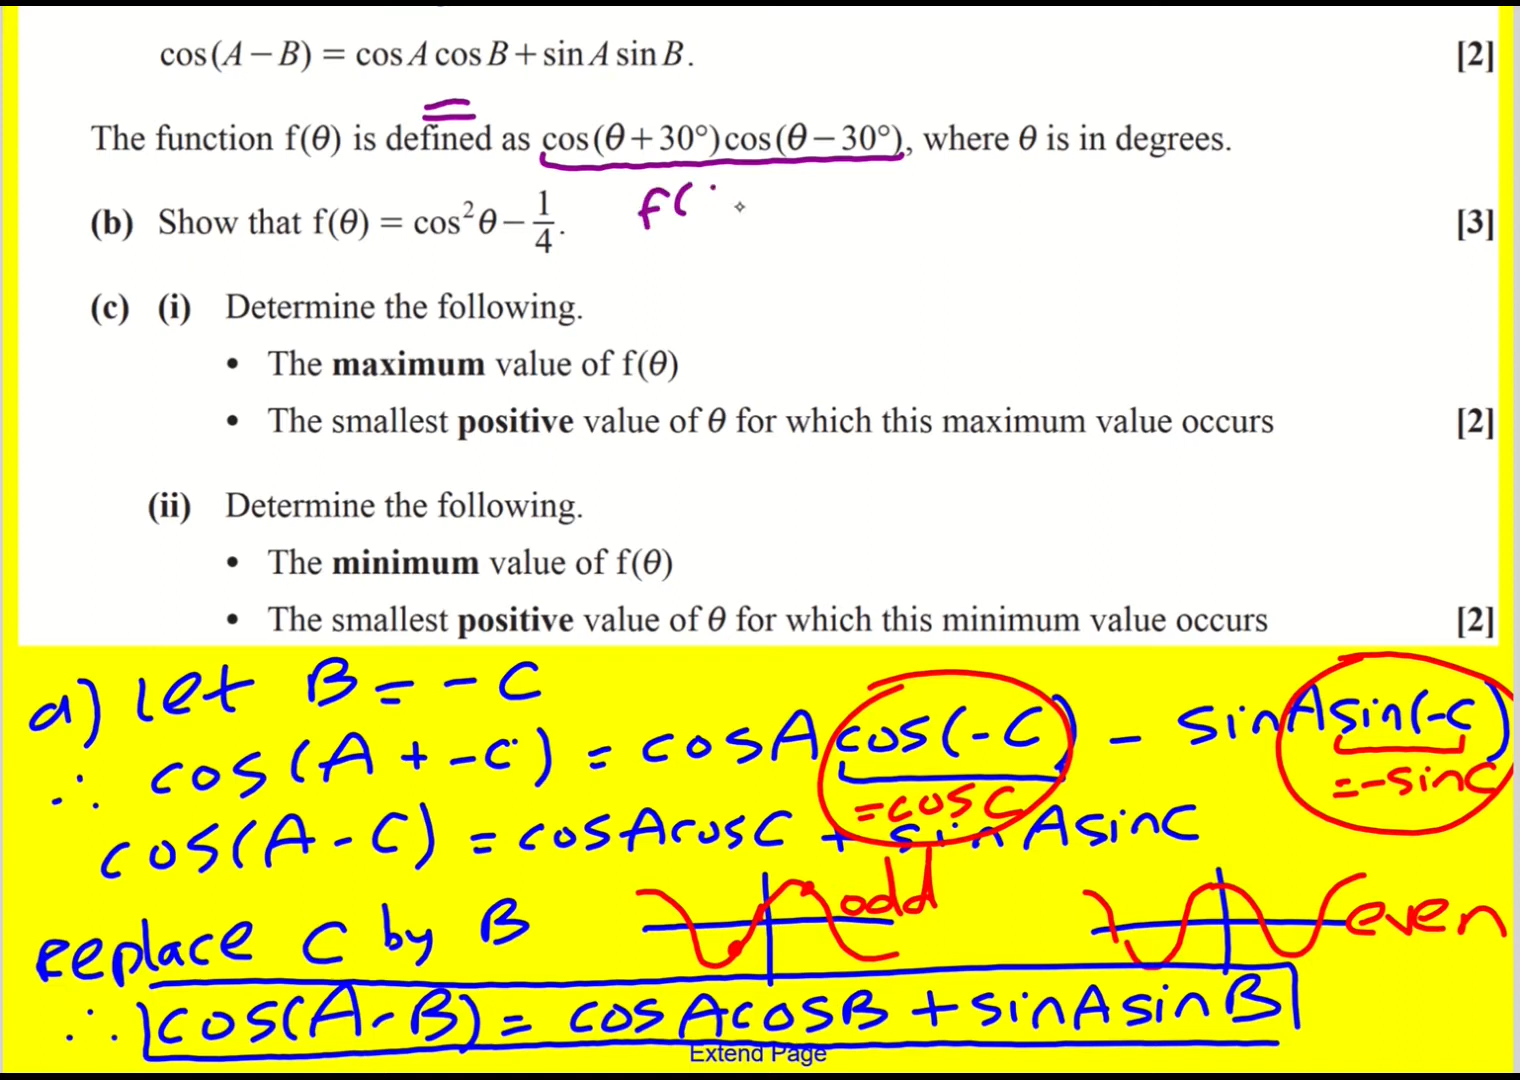 cos(A − B) = cos A cos B + sin A sin B. [2]
The function f(θ) is defined as cos(θ + 30°)cos(θ − 30°), where θ is in degrees.
f(
(b) Show that f(θ) = cos²θ − 1/4. [3]
(c) (i) Determine the following.
• The maximum value of f(θ)
• The smallest positive value of θ for which this maximum value occurs [2]
(ii) Determine the following.
• The minimum value of f(θ)
• The smallest positive value of θ for which this minimum value occurs [2]
a) let B = -C
∴ cos(A + -C) = cosAcos(-C) - sinAsin(-C)
=cosC =-sinC
cos(A-C) = cosAcosC + sinAsinC
odd even
replace C by B
∴ cos(A-B) = cosAcosB + sinAsinB
Extend Page